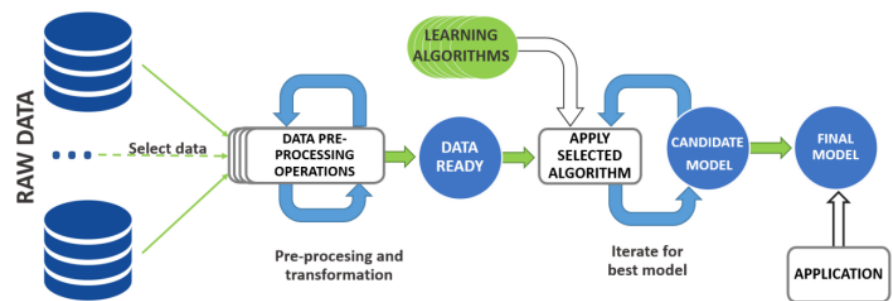 RAW DATA
Select data
DATA PRE-
PROCESSING
OPERATIONS
Pre-procesing and
transformation
DATA
READY
LEARNING
ALGORITHMS
APPLY
SELECTED
ALGORITHM
Iterate for
best model
CANDIDATE
MODEL
FINAL
MODEL
APPLICATION